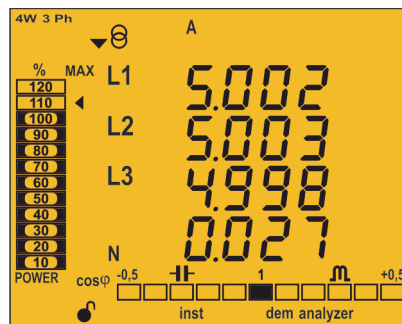 4W 3 Ph
A
% MAX L1 5.002
120
110
100
90 L2 5.003
80
70
60 L3 4.998
50
40
30
20
10 N 0.027
POWER cosφ -0,5 1 +0,5
inst dem analyzer